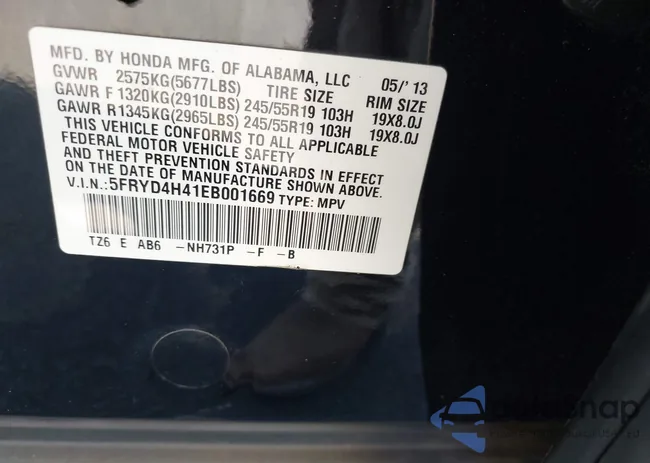 MFD. BY HONDA MFG. OF ALABAMA, LLC 05/'13
GVWR 2575KG(5677LBS) TIRE SIZE RIM SIZE
GAWR F 1320KG(2910LBS) 245/55R19 103H 19X8.0J
GAWR R1345KG(2965LBS) 245/55R19 103H 19X8.0J
THIS VEHICLE CONFORMS TO ALL APPLICABLE
FEDERAL MOTOR VEHICLE SAFETY
AND THEFT PREVENTION STANDARDS IN EFFECT
ON THE DATE OF MANUFACTURE SHOWN ABOVE.
V.I.N.:5FRYD4H41EB001669 TYPE: MPV
TZ6 E AB6 -NH731P -F -B